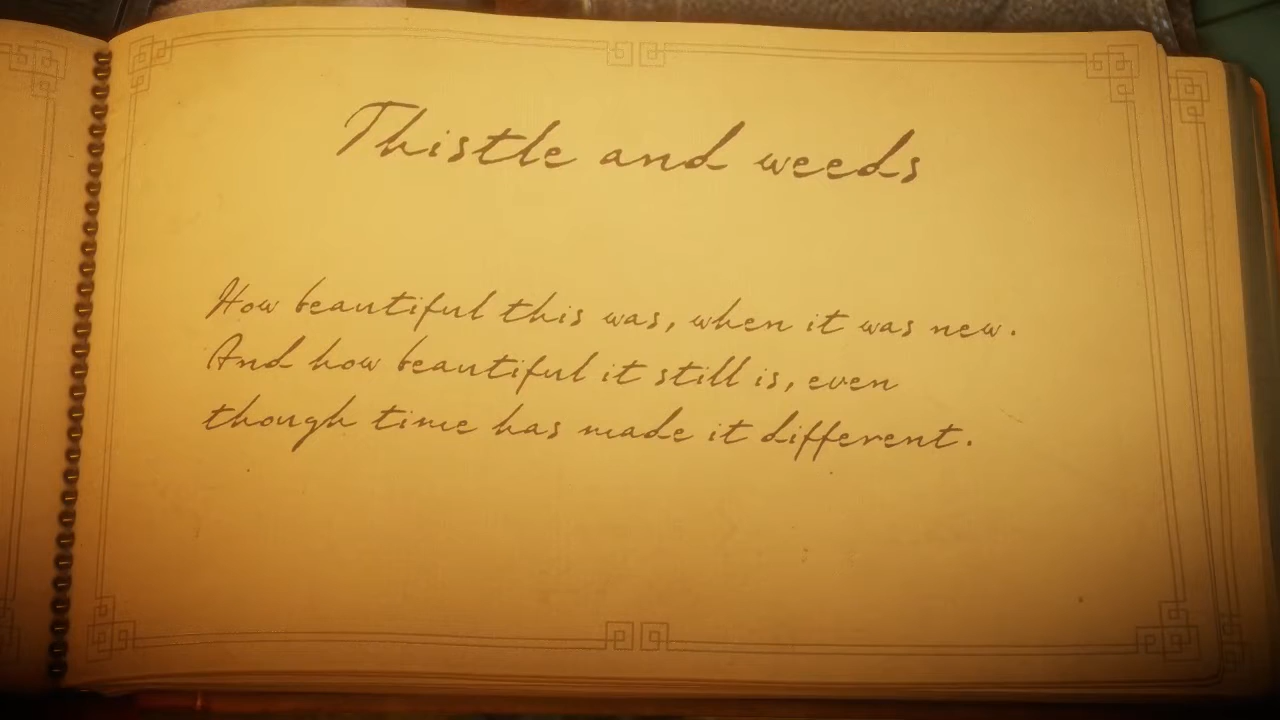 Thistle and weeds
How beautiful this was, when it was new.
And how beautiful it still is, even
though time has made it different.